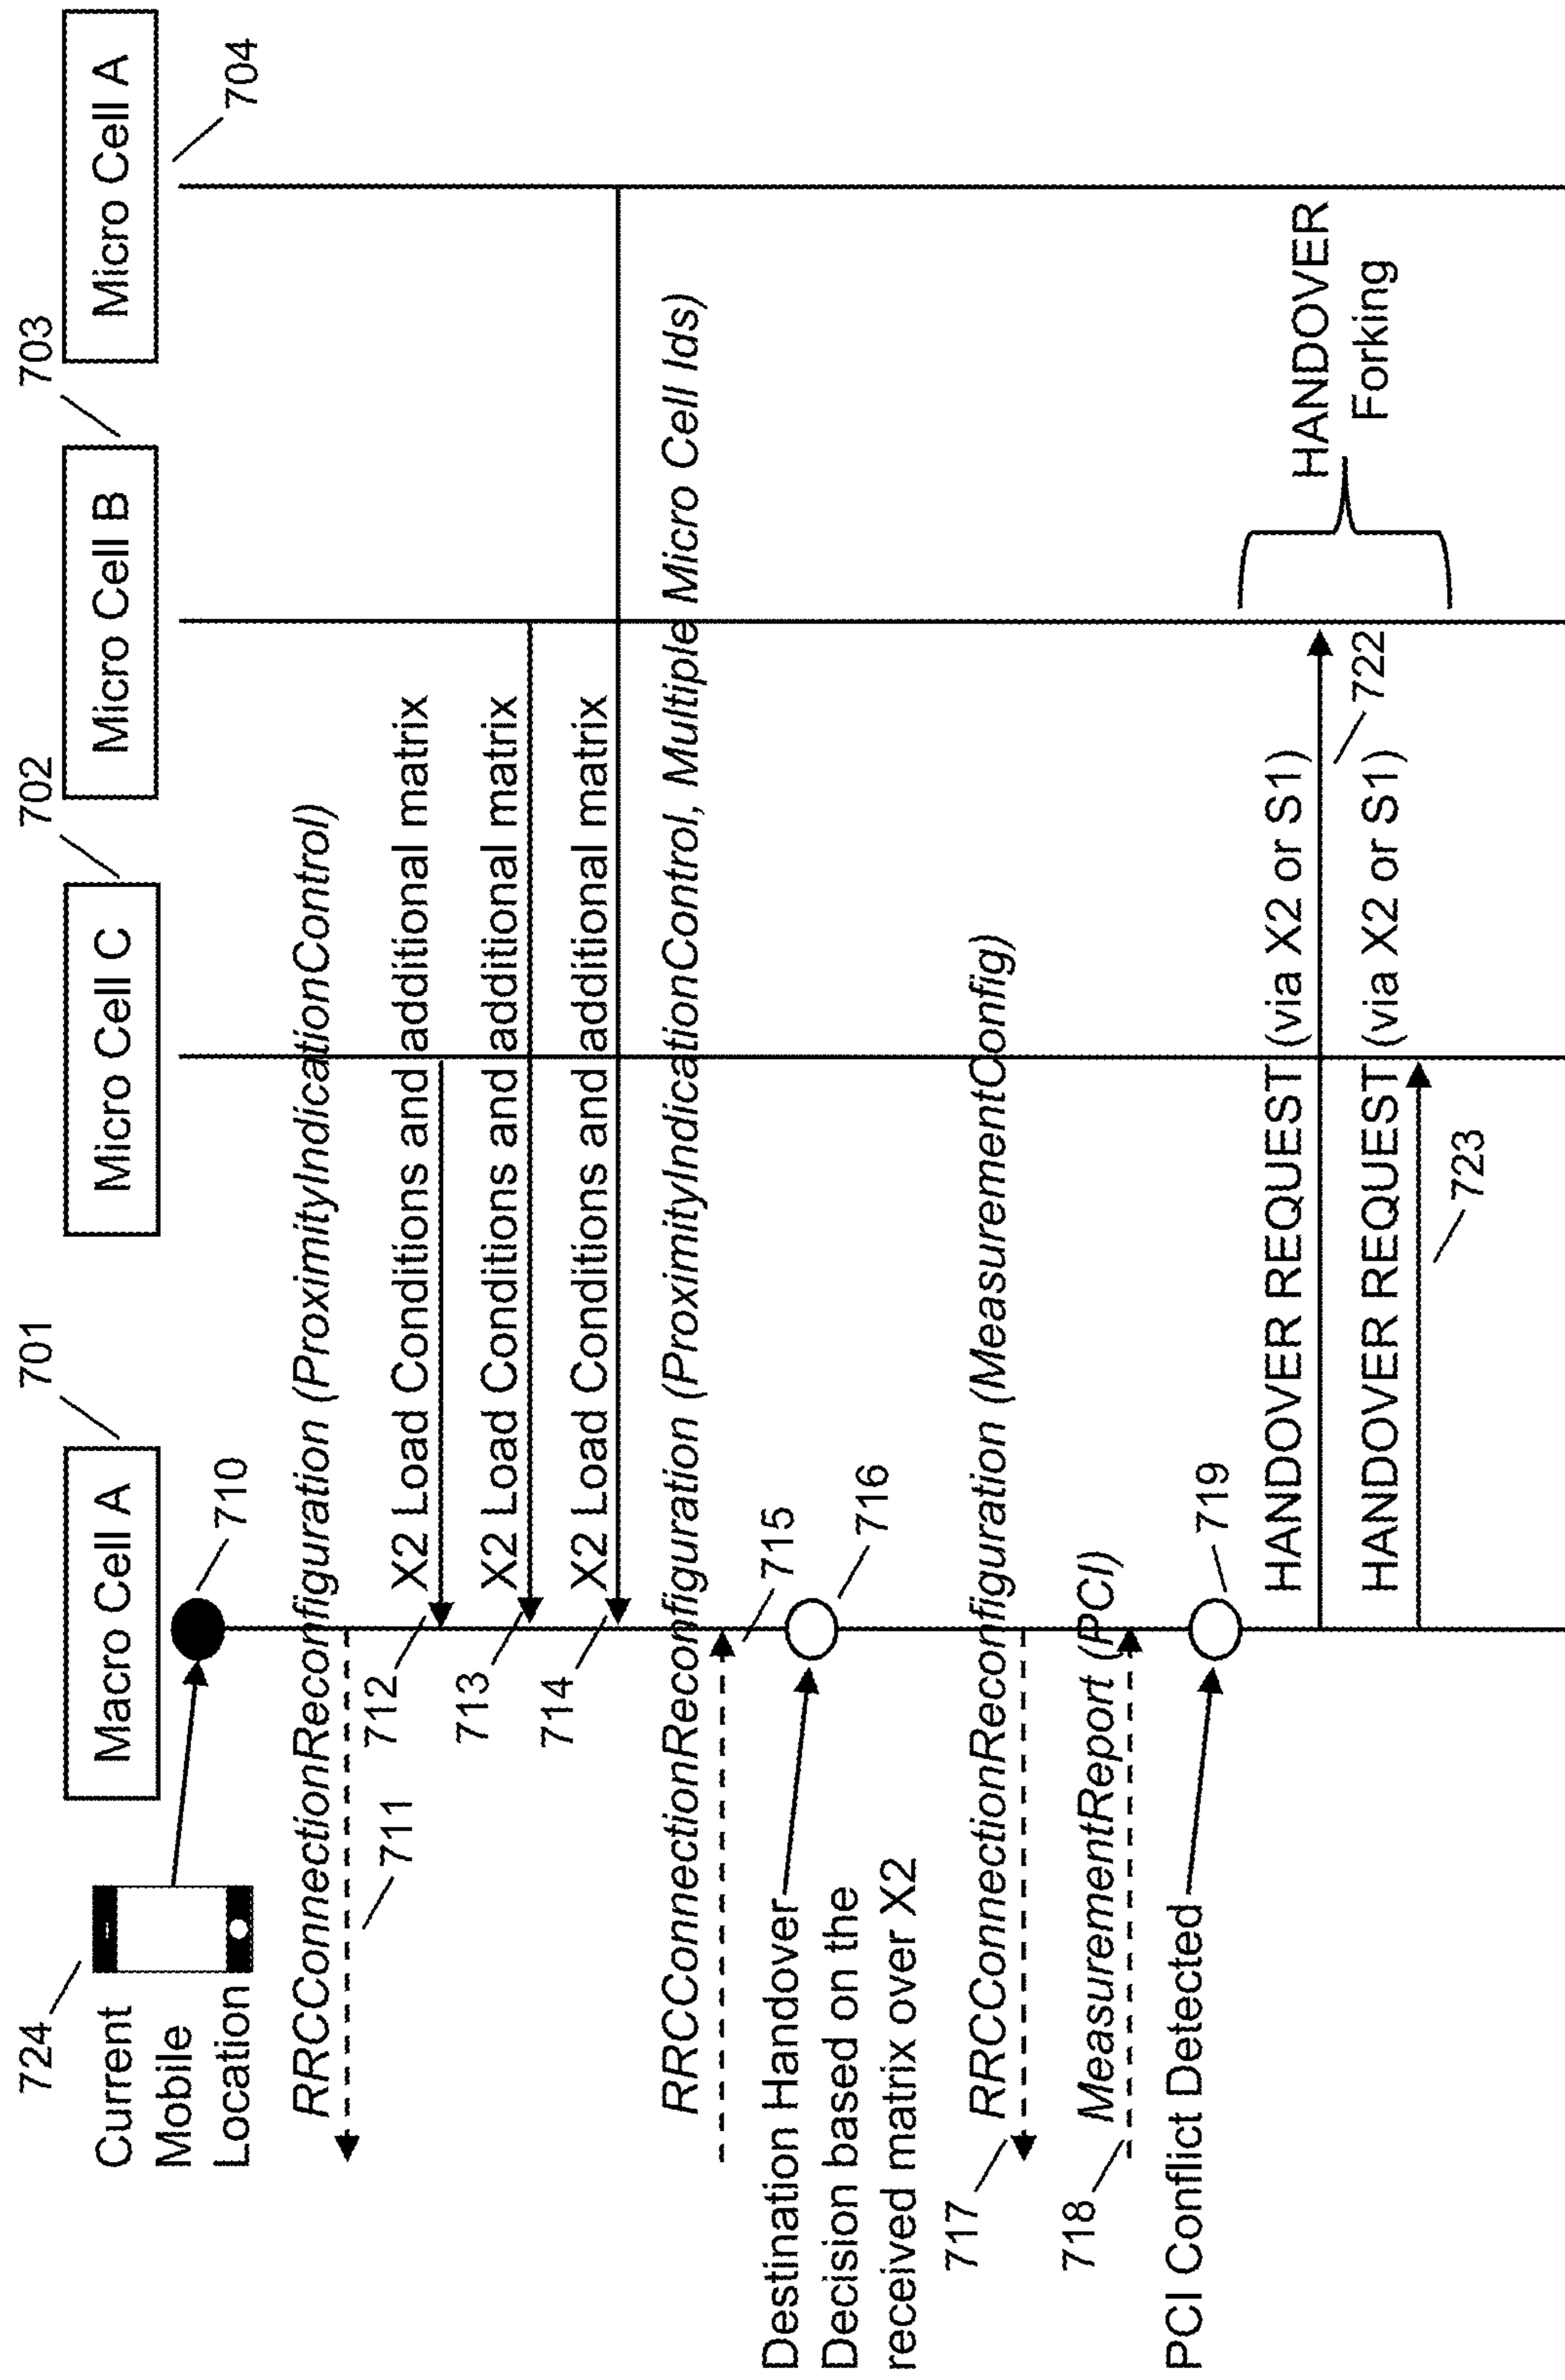 724
Current
Mobile
Location
Macro Cell A
701
Micro Cell C
702
Micro Cell B
703
Micro Cell A
704
710
RRCConnectionReconfiguration (ProximityIndicationControl)
711
X2 Load Conditions and additional matrix
712
X2 Load Conditions and additional matrix
713
X2 Load Conditions and additional matrix
714
RRCConnectionReconfiguration (ProximityIndicationControl, Multiple Micro Cell Ids)
715
Destination Handover
Decision based on the
received matrix over X2
716
RRCConnectionReconfiguration (MeasurementConfig)
717
MeasurementReport (PCI)
718
PCI Conflict Detected
719
HANDOVER REQUEST (via X2 or S1)
722
HANDOVER REQUEST (via X2 or S1)
723
HANDOVER
Forking